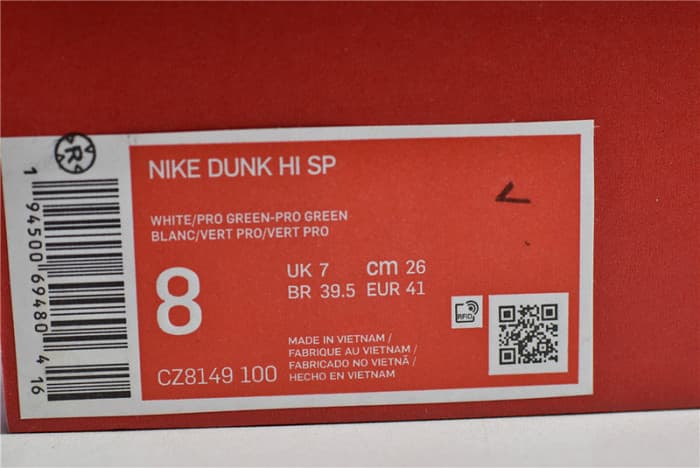 NIKE DUNK HI SP
WHITE/PRO GREEN-PRO GREEN
BLANC/VERT PRO/VERT PRO
8
UK 7 cm 26
BR 39.5 EUR 41
CZ8149 100
MADE IN VIETNAM /
FABRIQUE AU VIETNAM /
FABRICADO NO VIETNÃ /
HECHO EN VIETNAM
RFID
R
1 94500 69480 4 16